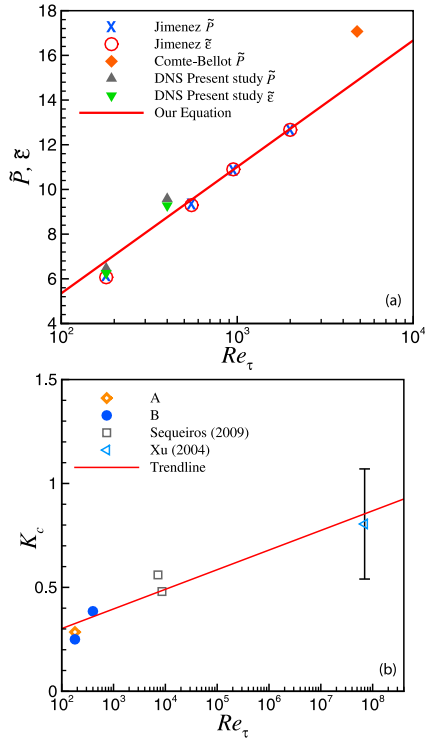 18
16
14
12
10
8
6
4
P̃, ε̃
Jimenez P̃
Jimenez ε̃
Comte-Bellot P̃
DNS Present study P̃
DNS Present study ε̃
Our Equation
(a)
10² 10³ 10⁴
Re_τ
1.5
1
0.5
0
K_c
A
B
Sequeiros (2009)
Xu (2004)
Trendline
(b)
10² 10³ 10⁴ 10⁵ 10⁶ 10⁷ 10⁸
Re_τ